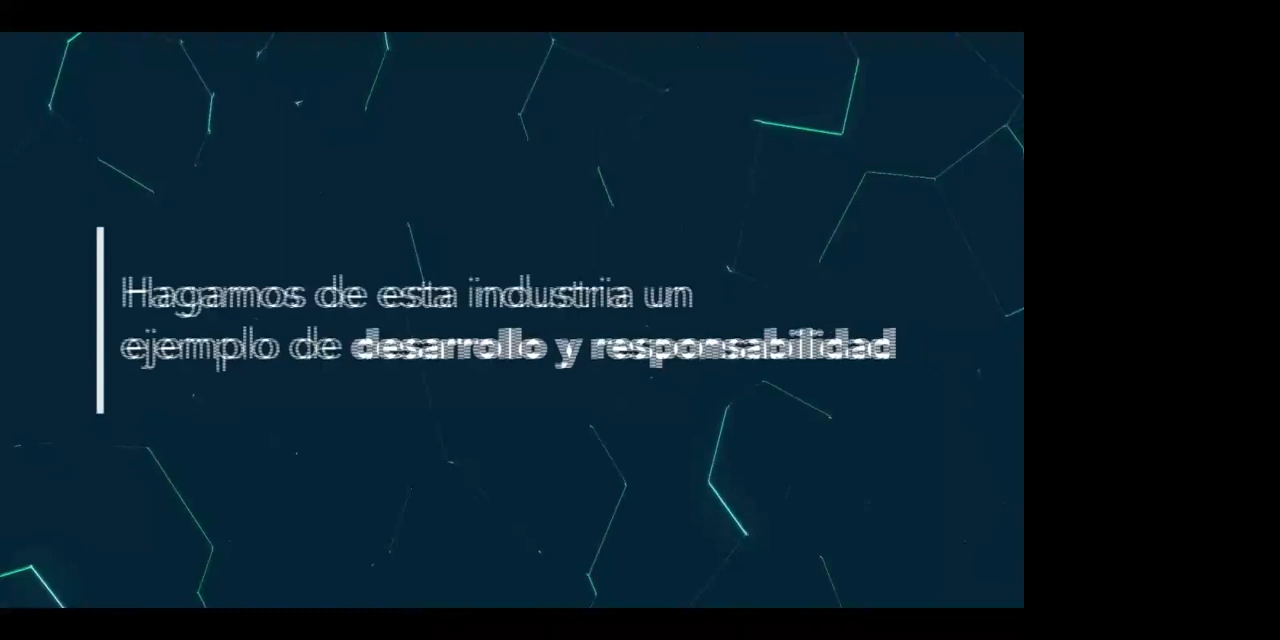 Hagamos de esta industria un
ejemplo de desarrollo y responsabilidad